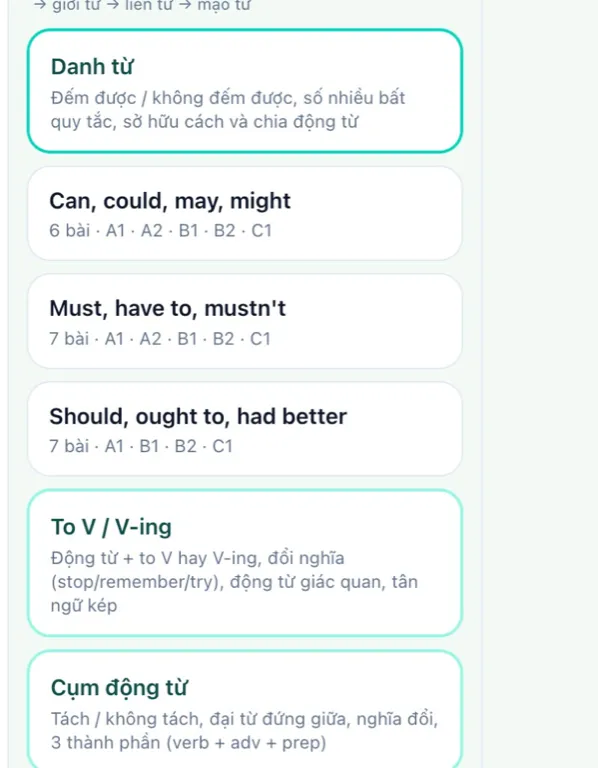 → giới từ → liên từ → mạo từ
Danh từ
Đếm được / không đếm được, số nhiều bất
quy tắc, sở hữu cách và chia động từ
Can, could, may, might
6 bài · A1 · A2 · B1 · B2 · C1
Must, have to, mustn't
7 bài · A1 · A2 · B1 · B2 · C1
Should, ought to, had better
7 bài · A1 · B1 · B2 · C1
To V / V-ing
Động từ + to V hay V-ing, đổi nghĩa
(stop/remember/try), động từ giác quan, tân
ngữ kép
Cụm động từ
Tách / không tách, đại từ đứng giữa, nghĩa đổi,
3 thành phần (verb + adv + prep)